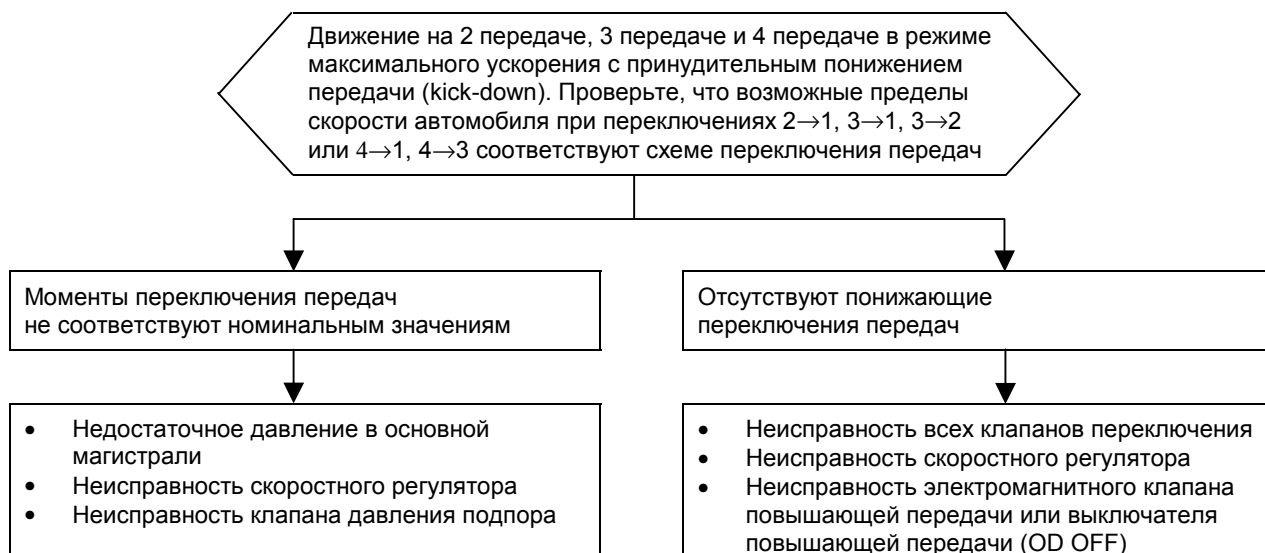 Движение на 2 передаче, 3 передаче и 4 передаче в режиме
максимального ускорения с принудительным понижением
передачи (kick-down). Проверьте, что возможные пределы
скорости автомобиля при переключениях 2→1, 3→1, 3→2
или 4→1, 4→3 соответствуют схеме переключения передач
Моменты переключения передач
не соответствуют номинальным значениям
Отсутствуют понижающие
переключения передач
• Недостаточное давление в основной
магистрали
• Неисправность скоростного регулятора
• Неисправность клапана давления подпора
• Неисправность всех клапанов переключения
• Неисправность скоростного регулятора
• Неисправность электромагнитного клапана
повышающей передачи или выключателя
повышающей передачи (OD OFF)